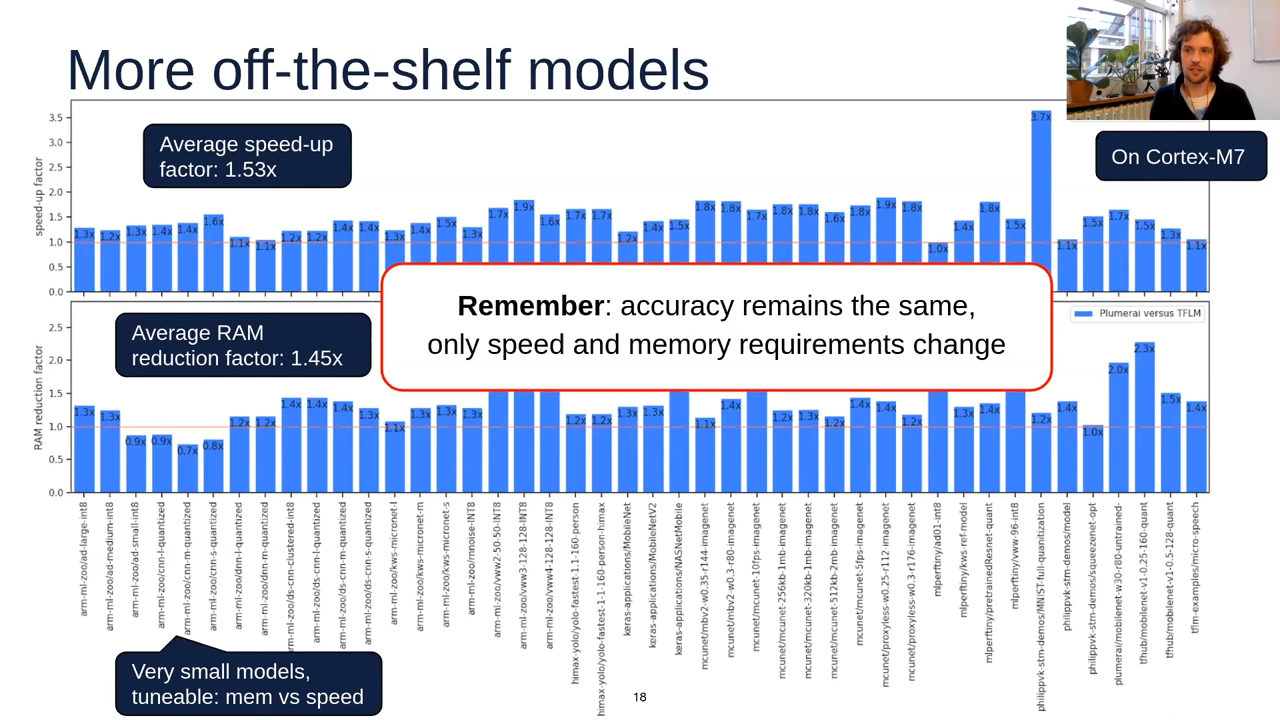 More off-the-shelf models
Average speed-up
factor: 1.53x
On Cortex-M7
speed-up factor
3.5
3.0
2.5
2.0
1.5
1.0
0.5
0.0
1.3x 1.2x 1.3x 1.4x 1.4x 1.6x 1.1x 1.1x 1.2x 1.2x 1.4x 1.4x 1.3x 1.4x 1.5x 1.3x 1.7x 1.9x 1.6x 1.7x 1.7x 1.2x 1.4x 1.5x 1.8x 1.8x 1.7x 1.8x 1.8x 1.6x 1.8x 1.9x 1.8x 1.0x 1.4x 1.8x 1.5x 3.7x 1.1x 1.5x 1.7x 1.5x 1.3x 1.1x
Remember: accuracy remains the same,
only speed and memory requirements change
Average RAM
reduction factor: 1.45x
Plumerai versus TFLM
RAM reduction factor
2.5
2.0
1.5
1.0
0.5
0.0
1.3x 1.3x 0.9x 0.9x 0.7x 0.8x 1.2x 1.2x 1.4x 1.4x 1.4x 1.3x 1.1x 1.3x 1.3x 1.3x 1.2x 1.2x 1.3x 1.3x 1.1x 1.4x 1.2x 1.3x 1.2x 1.4x 1.4x 1.2x 1.3x 1.4x 1.2x 1.4x 1.0x 2.0x 2.3x 1.5x 1.4x
arm-ml-zoo/ad-large-int8
arm-ml-zoo/ad-medium-int8
arm-ml-zoo/ad-small-int8
arm-ml-zoo/cnn-l-quantized
arm-ml-zoo/cnn-m-quantized
arm-ml-zoo/cnn-s-quantized
arm-ml-zoo/dnn-l-quantized
arm-ml-zoo/dnn-m-quantized
arm-ml-zoo/ds-cnn-clustered-int8
arm-ml-zoo/ds-cnn-l-quantized
arm-ml-zoo/ds-cnn-m-quantized
arm-ml-zoo/ds-cnn-s-quantized
arm-ml-zoo/kws-micronet-l
arm-ml-zoo/kws-micronet-m
arm-ml-zoo/kws-micronet-s
arm-ml-zoo/rnnoise-INT8
arm-ml-zoo/vww2-50-50-INT8
arm-ml-zoo/vww3-128-128-INT8
arm-ml-zoo/vww4-128-128-INT8
himax-yolo/yolo-fastest-1.1-160-person
himax-yolo/yolo-fastest-1.1-160-person-himax
keras-applications/MobileNet
keras-applications/MobileNetV2
keras-applications/NASNetMobile
mcunet/mbv2-w0.35-r144-imagenet
mcunet/mbv2-w0.3-r80-imagenet
mcunet/mcunet-10fps-imagenet
mcunet/mcunet-256kb-1mb-imagenet
mcunet/mcunet-320kb-1mb-imagenet
mcunet/mcunet-512kb-2mb-imagenet
mcunet/mcunet-5fps-imagenet
mcunet/proxyless-w0.25-r112-imagenet
mcunet/proxyless-w0.3-r176-imagenet
mlperftiny/ad01-int8
mlperftiny/kws-ref-model
mlperftiny/pretrainedResnet-quant
mlperftiny/vww-96-int8
philippvk-stm-demos/MNIST-full-quantization
philippvk-stm-demos/model
philippvk-stm-demos/squeezenet-opt
plumerai/mobilenet-w30-r80-untrained-
tfhub/mobilenet-v1-0.25-160-quant
tfhub/mobilenet-v1-0.5-128-quant
tflm-examples/micro-speech
Very small models,
tuneable: mem vs speed
18